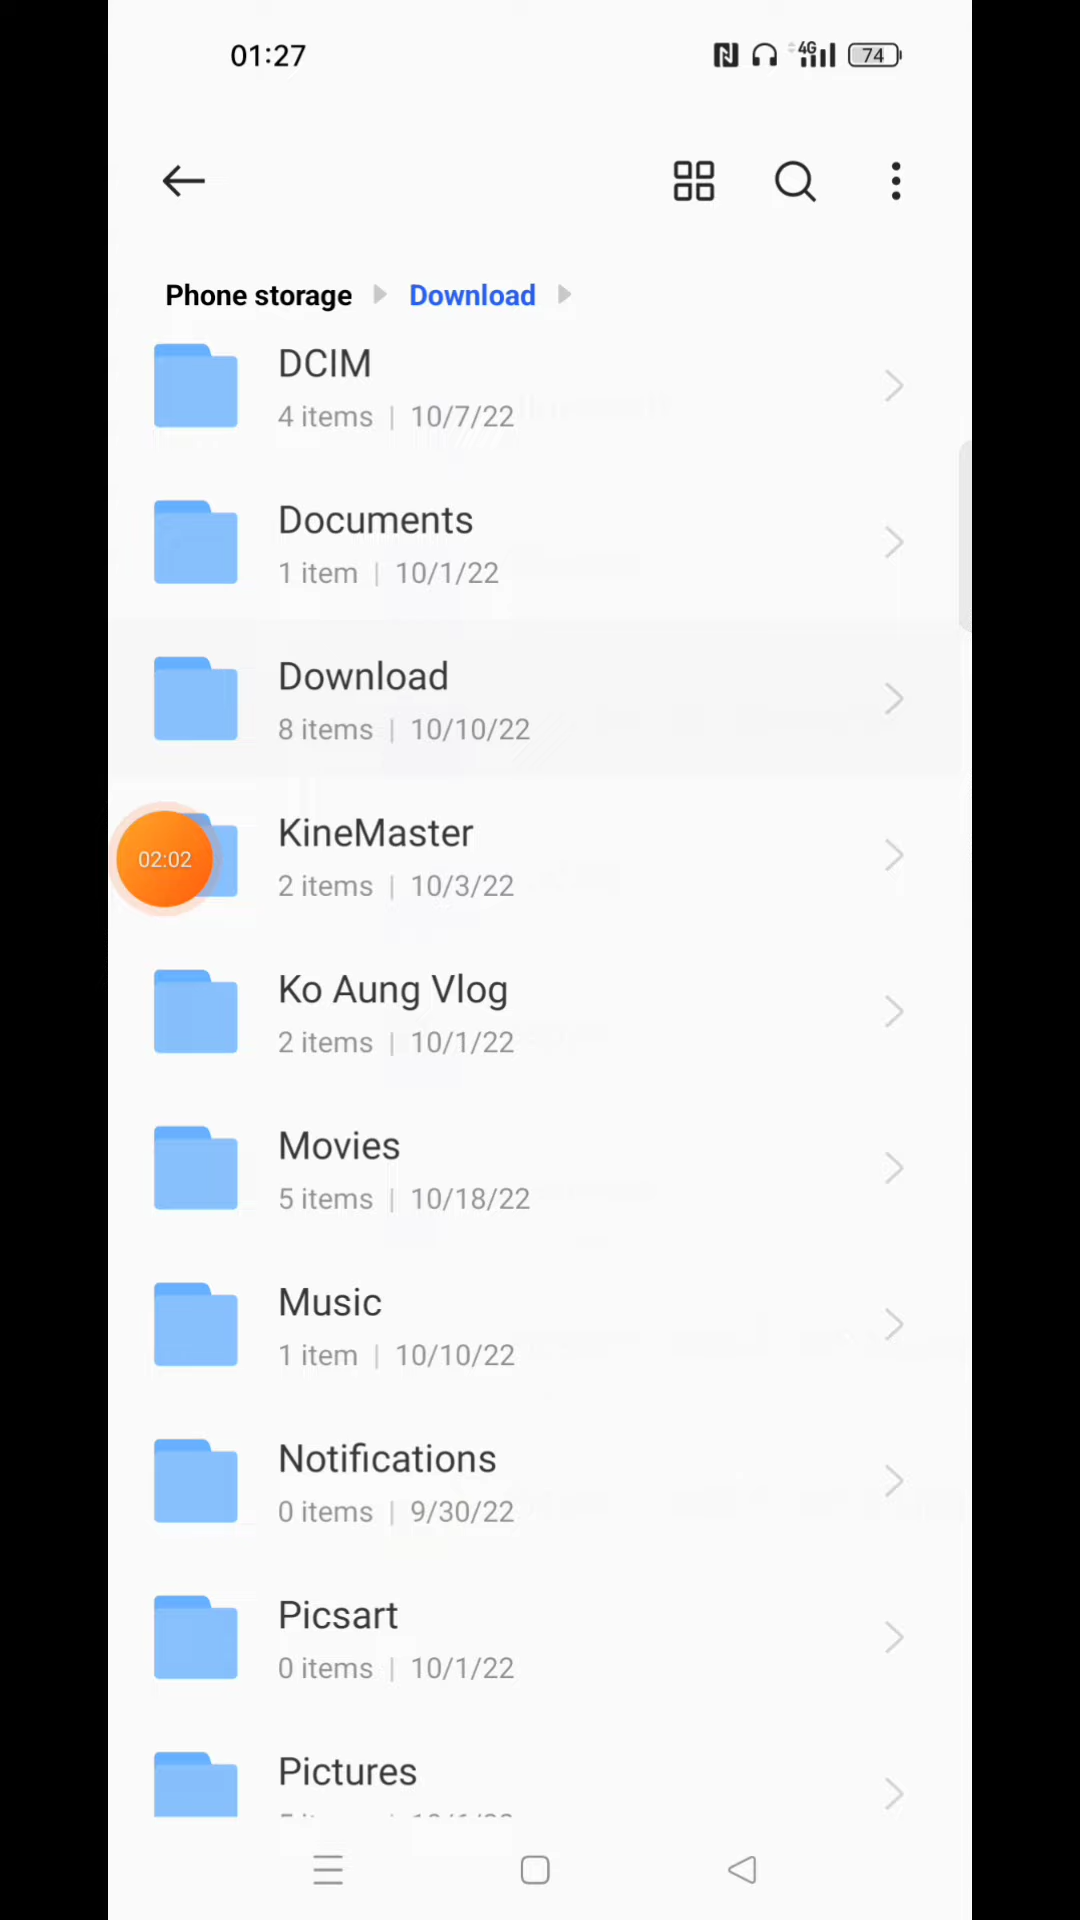 01:27
4G
74
Phone storage Download
DCIM
4 items | 10/7/22
Documents
1 item | 10/1/22
Download
8 items | 10/10/22
02:02
KineMaster
2 items | 10/3/22
Ko Aung Vlog
2 items | 10/1/22
Movies
5 items | 10/18/22
Music
1 item | 10/10/22
Notifications
0 items | 9/30/22
Picsart
0 items | 10/1/22
Pictures